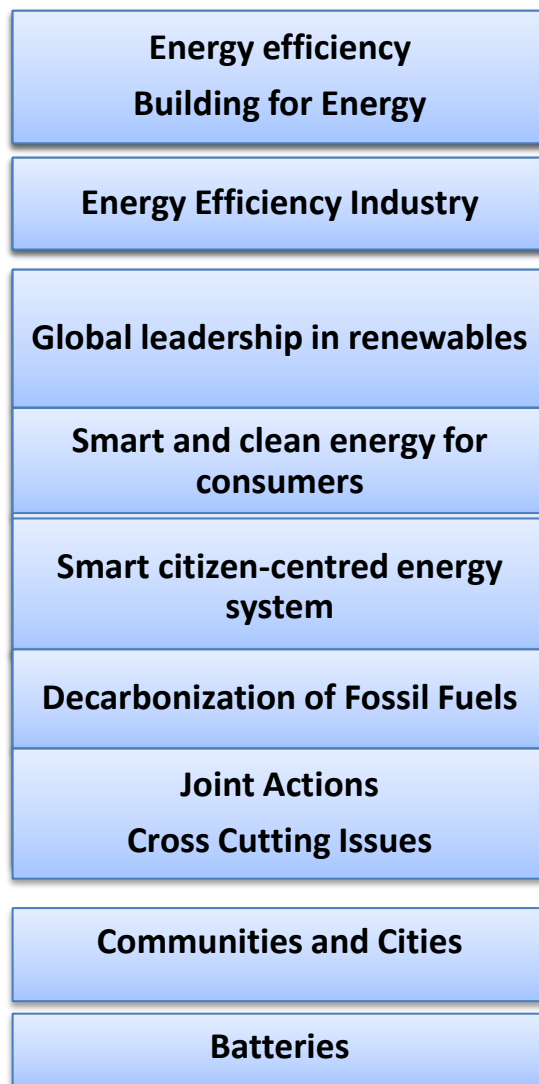 Energy efficiency
Building for Energy
Energy Efficiency Industry
Global leadership in renewables
Smart and clean energy for
consumers
Smart citizen-centred energy
system
Decarbonization of Fossil Fuels
Joint Actions
Cross Cutting Issues
Communities and Cities
Batteries